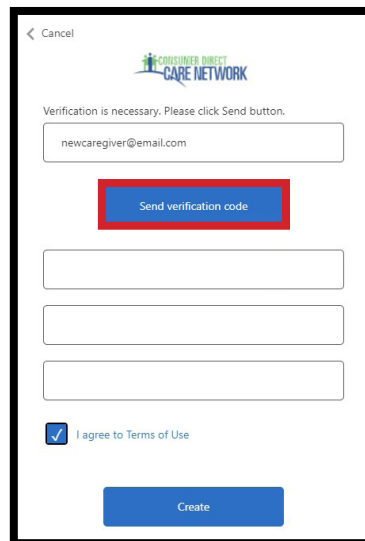 Cancel
CONSUMER DIRECT
CARE NETWORK
Verification is necessary. Please click Send button.
newcaregiver@email.com
Send verification code
I agree to Terms of Use
Create